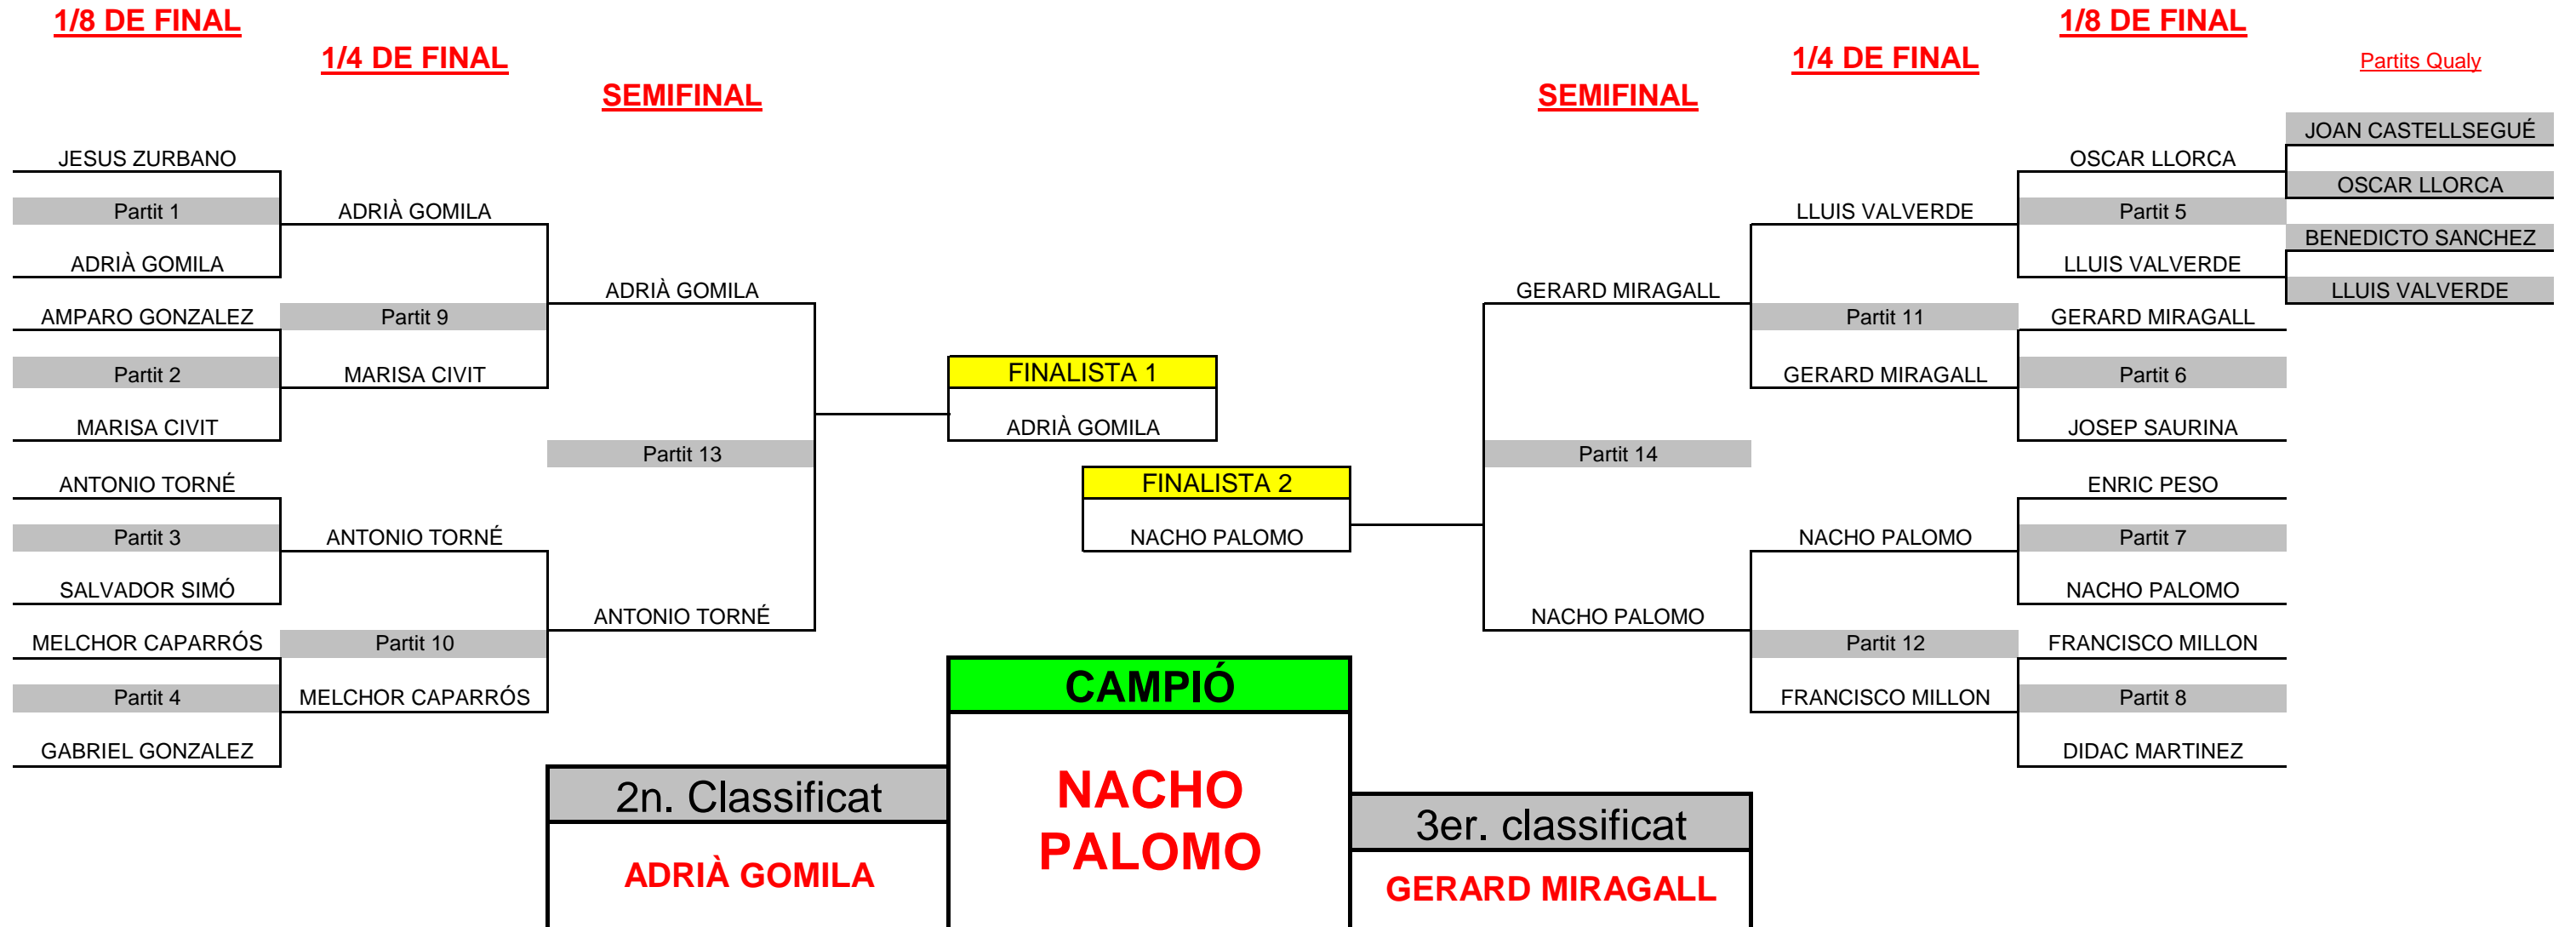 1/8 DE FINAL
1/8 DE FINAL
1/4 DE FINAL
1/4 DE FINAL
Partits Qualy
SEMIFINAL
SEMIFINAL
JOAN CASTELLSEGUÉ
JESUS ZURBANO
OSCAR LLORCA
OSCAR LLORCA
Partit 1
ADRIÀ GOMILA
LLUIS VALVERDE
Partit 5
BENEDICTO SANCHEZ
ADRIÀ GOMILA
LLUIS VALVERDE
ADRIÀ GOMILA
GERARD MIRAGALL
LLUIS VALVERDE
AMPARO GONZALEZ
Partit 9
Partit 11
GERARD MIRAGALL
Partit 2
MARISA CIVIT
FINALISTA 1
GERARD MIRAGALL
Partit 6
MARISA CIVIT
ADRIÀ GOMILA
JOSEP SAURINA
Partit 13
Partit 14
ANTONIO TORNÉ
FINALISTA 2
ENRIC PESO
Partit 3
ANTONIO TORNÉ
NACHO PALOMO
NACHO PALOMO
Partit 7
SALVADOR SIMÓ
NACHO PALOMO
ANTONIO TORNÉ
NACHO PALOMO
MELCHOR CAPARRÓS
Partit 10
Partit 12
FRANCISCO MILLON
Partit 4
MELCHOR CAPARRÓS
CAMPIÓ
FRANCISCO MILLON
Partit 8
GABRIEL GONZALEZ
DIDAC MARTINEZ
2n. Classificat
NACHO
PALOMO
3er. classificat
ADRIÀ GOMILA
GERARD MIRAGALL